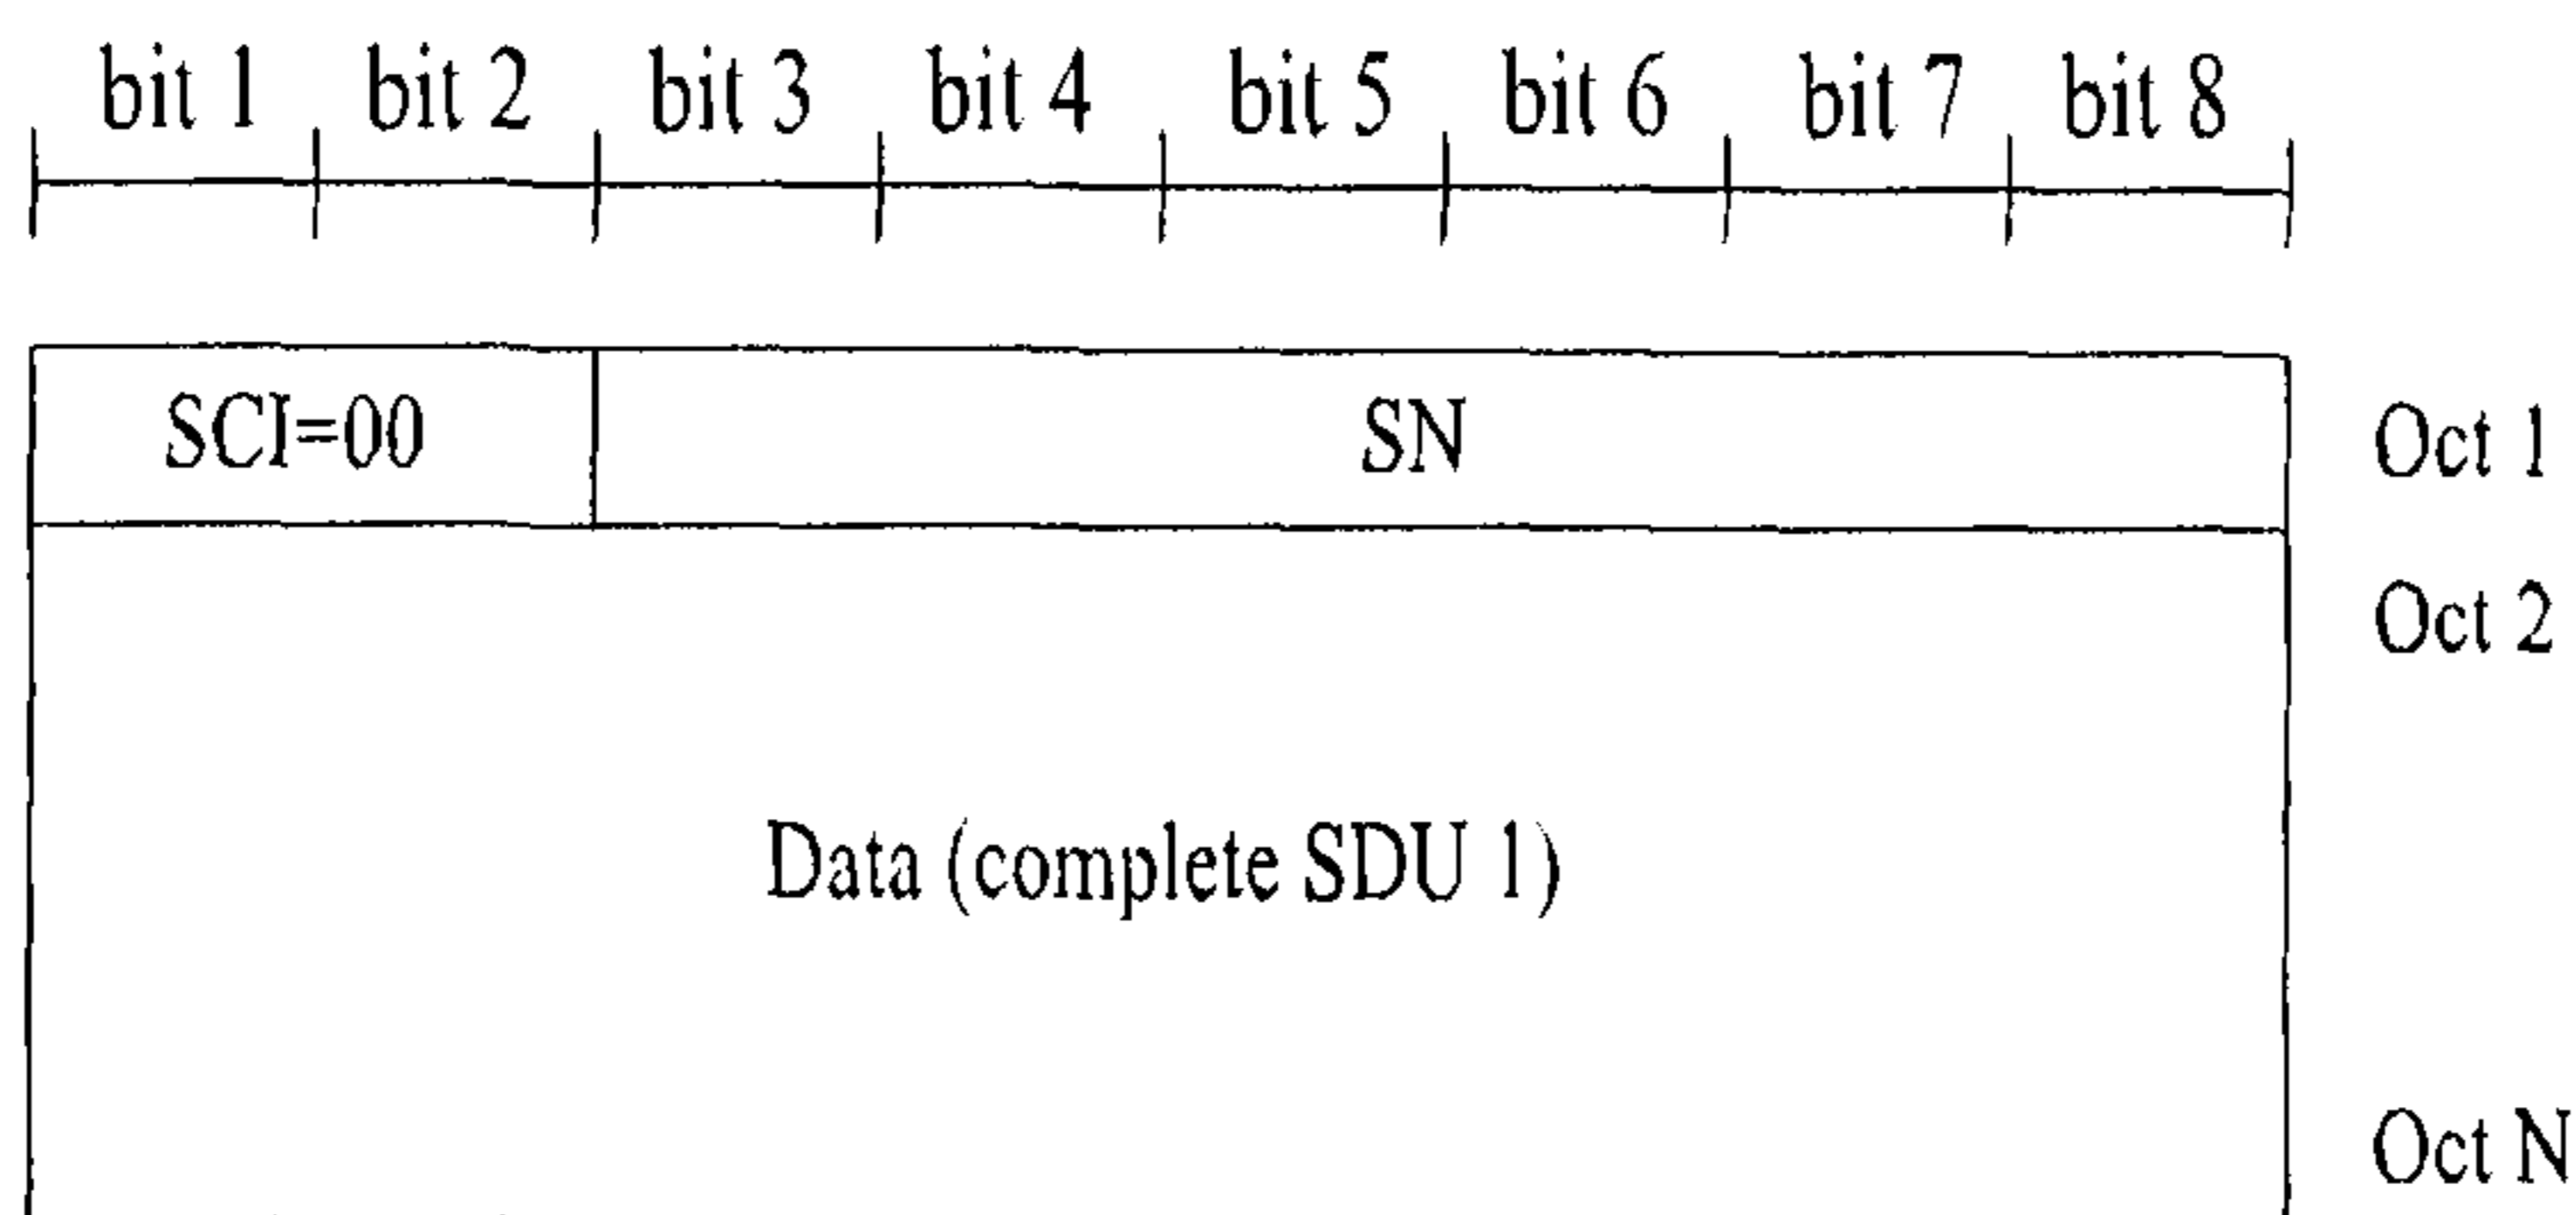 bit 1 bit 2 bit 3 bit 4 bit 5 bit 6 bit 7 bit 8
SCI=00 SN Oct 1
Oct 2
Data (complete SDU 1)
Oct N